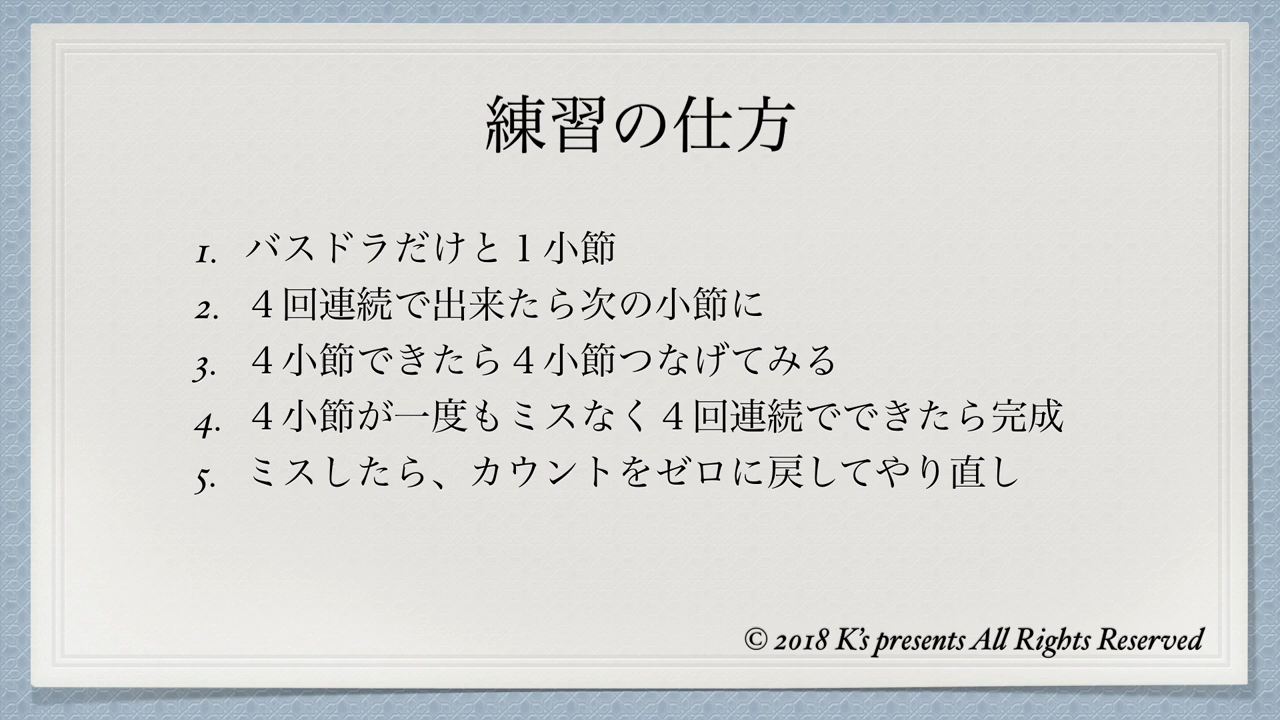 練習の仕方
1. バスドラだけと１小節
2. ４回連続で出来たら次の小節に
3. ４小節できたら４小節つなげてみる
4. ４小節が一度もミスなく４回連続でできたら完成
5. ミスしたら、カウントをゼロに戻してやり直し
© 2018 K's presents All Rights Reserved